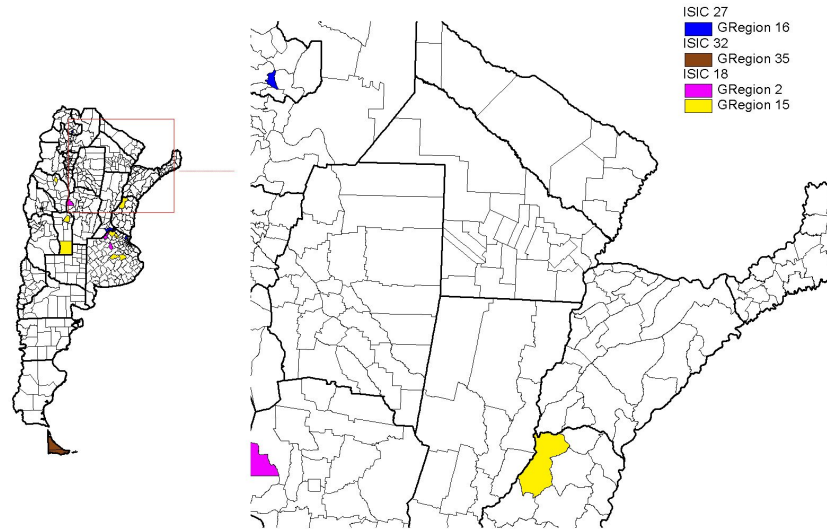 ISIC 27
GRegion 16
ISIC 32
GRegion 35
ISIC 18
GRegion 2
GRegion 15